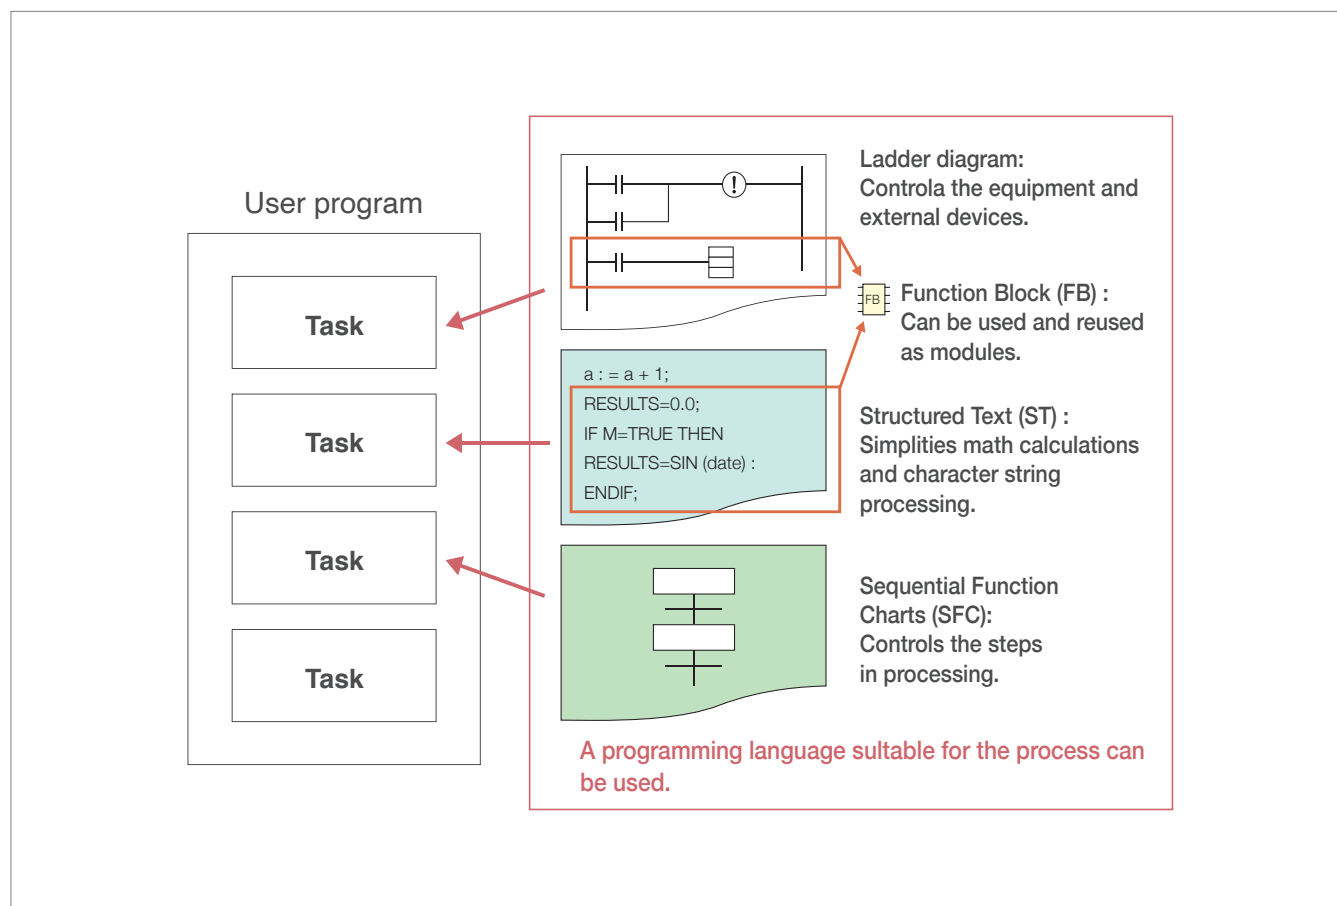 User program
Task
Task
Task
Task
Ladder diagram:
Controla the equipment and
external devices.
FB
Function Block (FB) :
Can be used and reused
as modules.
a : = a + 1;
RESULTS=0.0;
IF M=TRUE THEN
RESULTS=SIN (date) :
ENDIF;
Structured Text (ST) :
Simplities math calculations
and character string
processing.
Sequential Function
Charts (SFC):
Controls the steps
in processing.
A programming language sultable for the process can
be used.